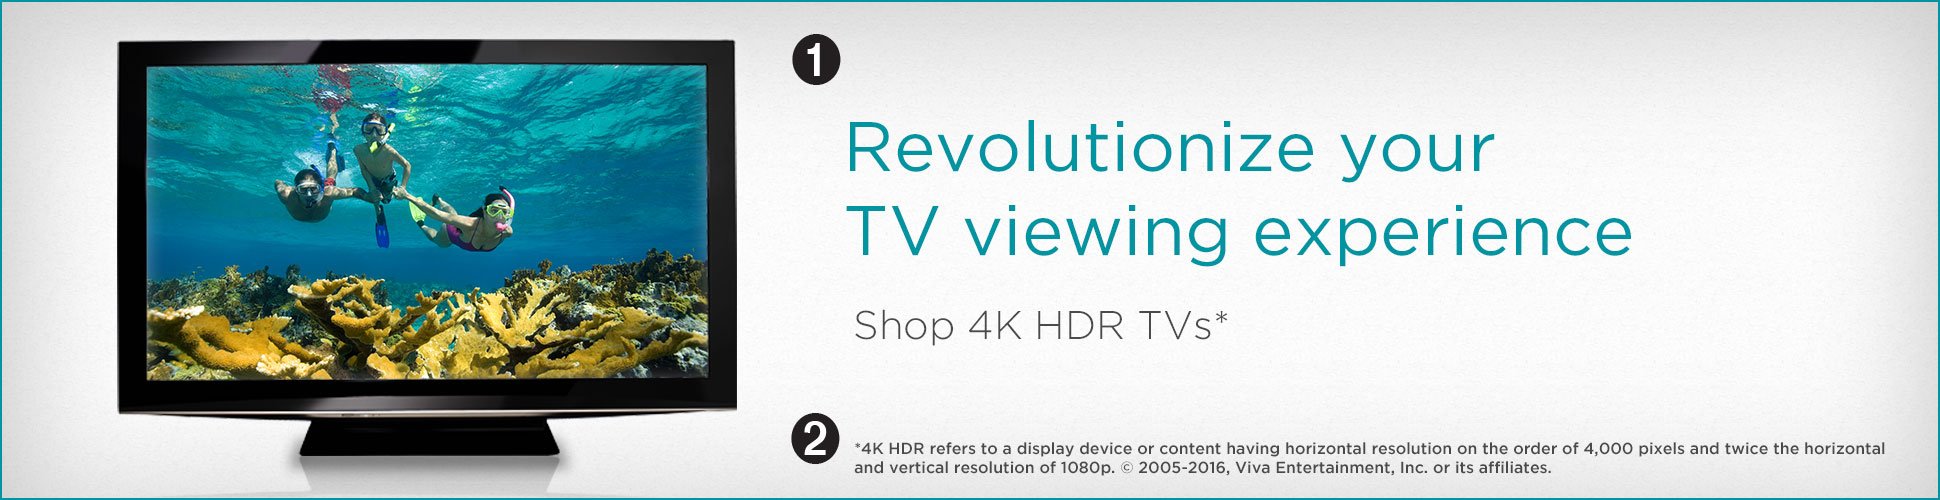 1
Revolutionize your
TV viewing experience
Shop 4K HDR TVs*
2
*4K HDR refers to a display device or content having horizontal resolution on the order of 4,000 pixels and twice the horizontal
and vertical resolution of 1080p. © 2005-2016, Viva Entertainment, Inc. or its affiliates.